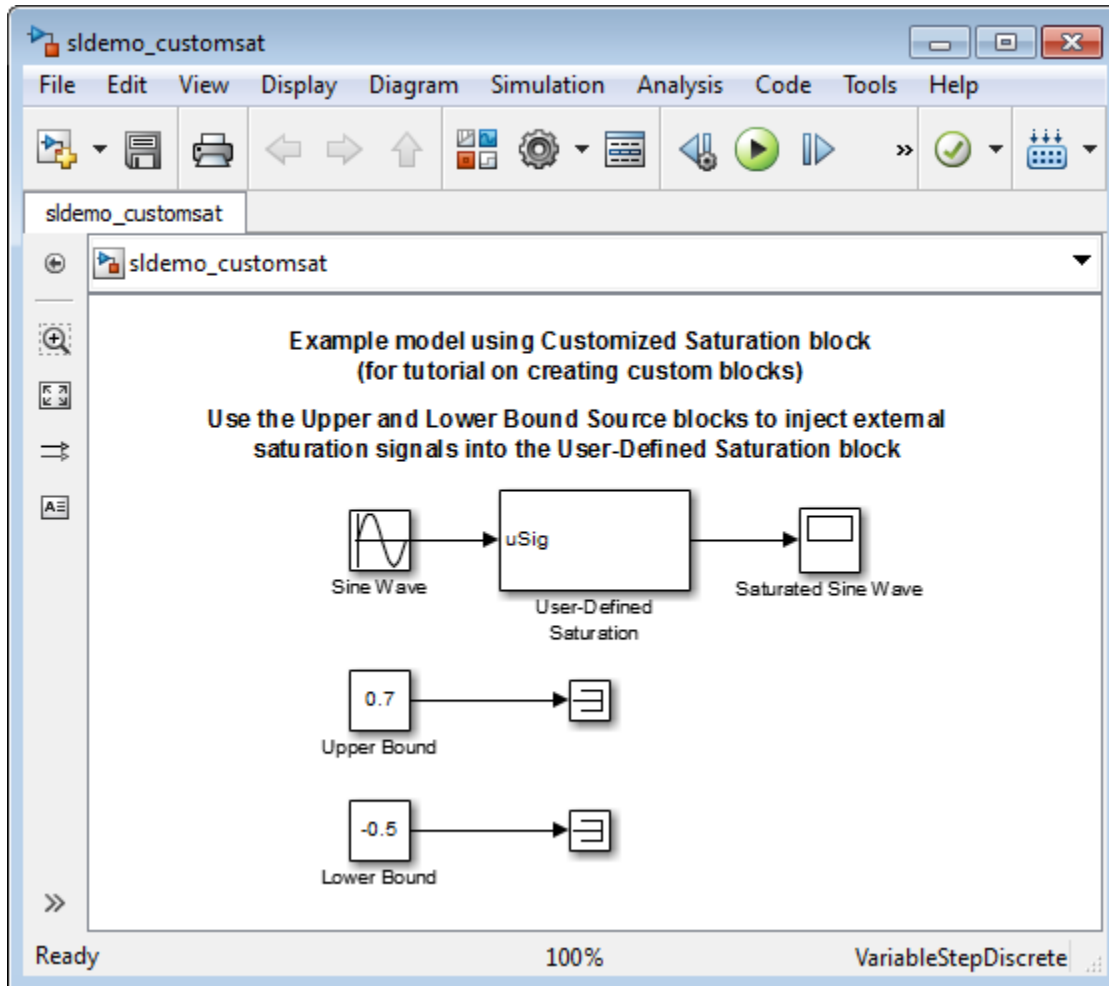 sldemo_customsat
File Edit View Display Diagram Simulation Analysis Code Tools Help
»
sldemo_customsat
sldemo_customsat
Example model using Customized Saturation block
(for tutorial on creating custom blocks)
Use the Upper and Lower Bound Source blocks to inject external
saturation signals into the User-Defined Saturation block
uSig
Sine Wave
User-Defined
Saturation
Saturated Sine Wave
0.7
Upper Bound
-0.5
Lower Bound
»
Ready 100% VariableStepDiscrete